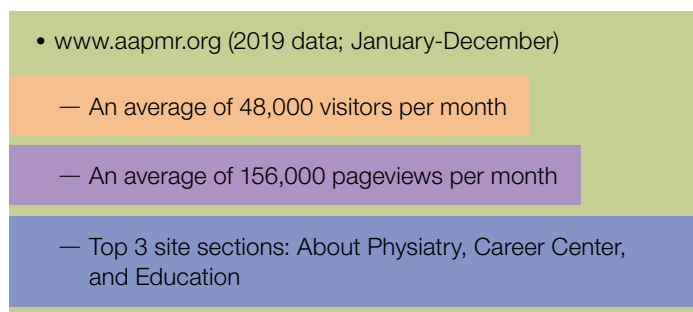 • www.aapmr.org (2019 data; January-December)
— An average of 48,000 visitors per month
— An average of 156,000 pageviews per month
— Top 3 site sections: About Physiatry, Career Center,
and Education